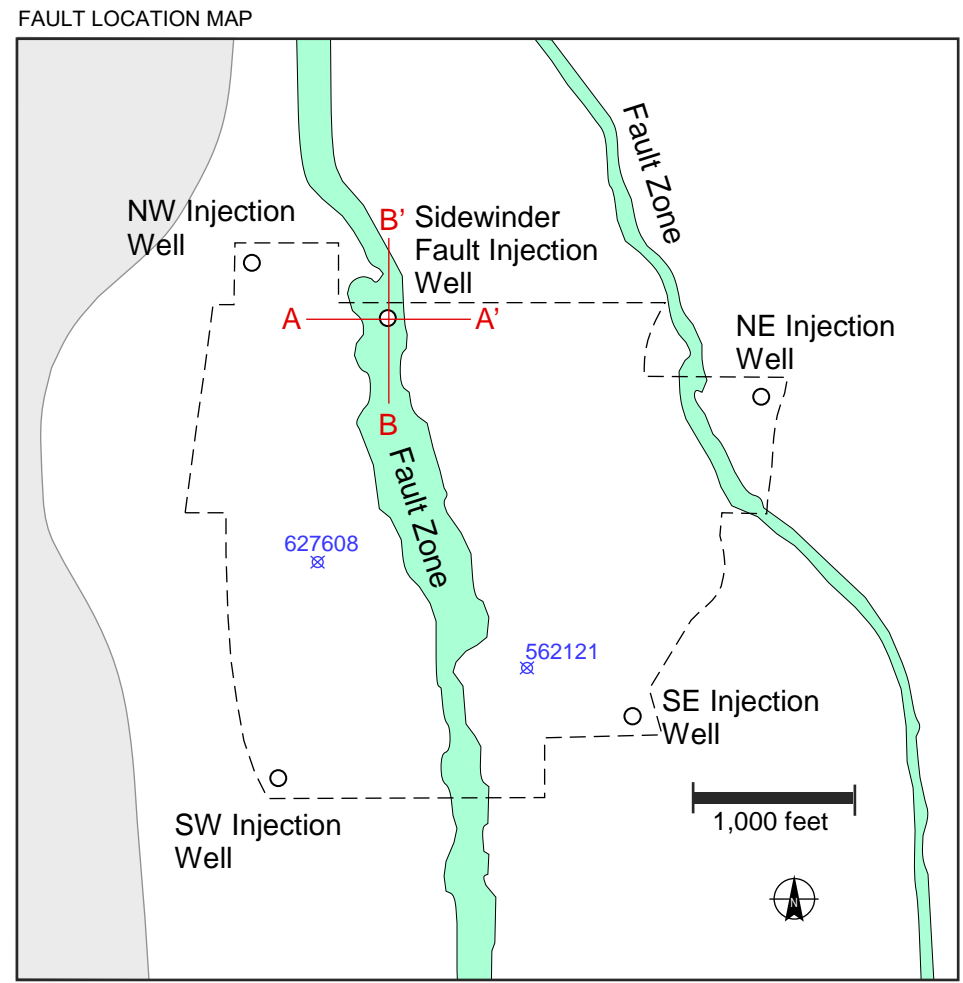 FAULT LOCATION MAP
Fault Zone
NW Injection
Well
B’
Sidewinder
Fault Injection
Well
A
A’
NE Injection
Well
B
Fault Zone
627608
562121
SE Injection
Well
1,000 feet
SW Injection
Well
N